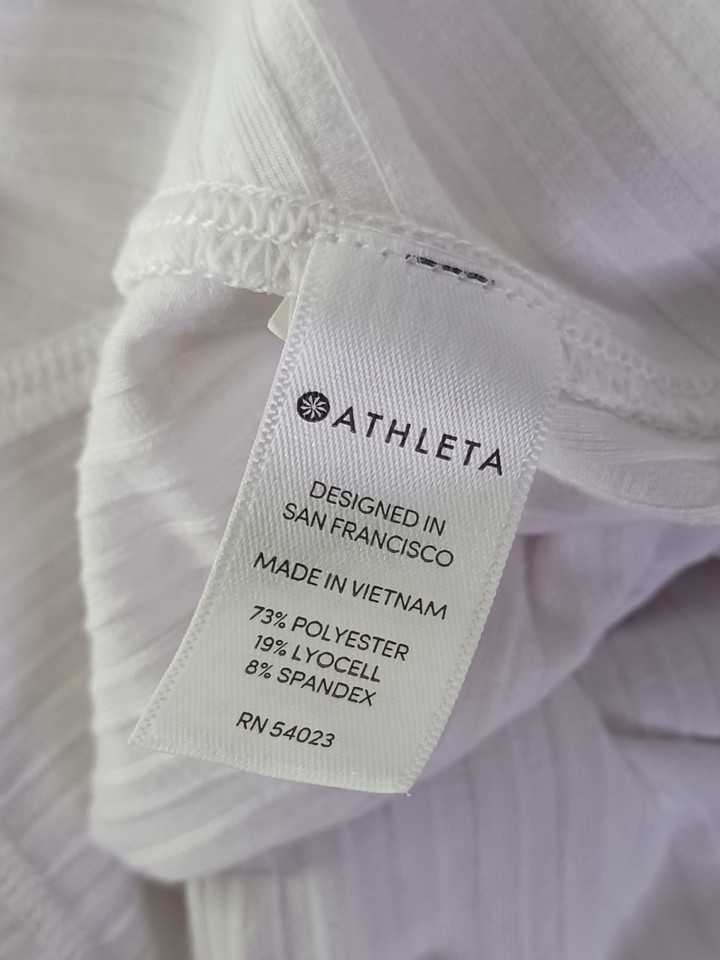 ATHLETA
DESIGNED IN
SAN FRANCISCO
MADE IN VIETNAM
73% POLYESTER
19% LYOCELL
8% SPANDEX
RN 54023